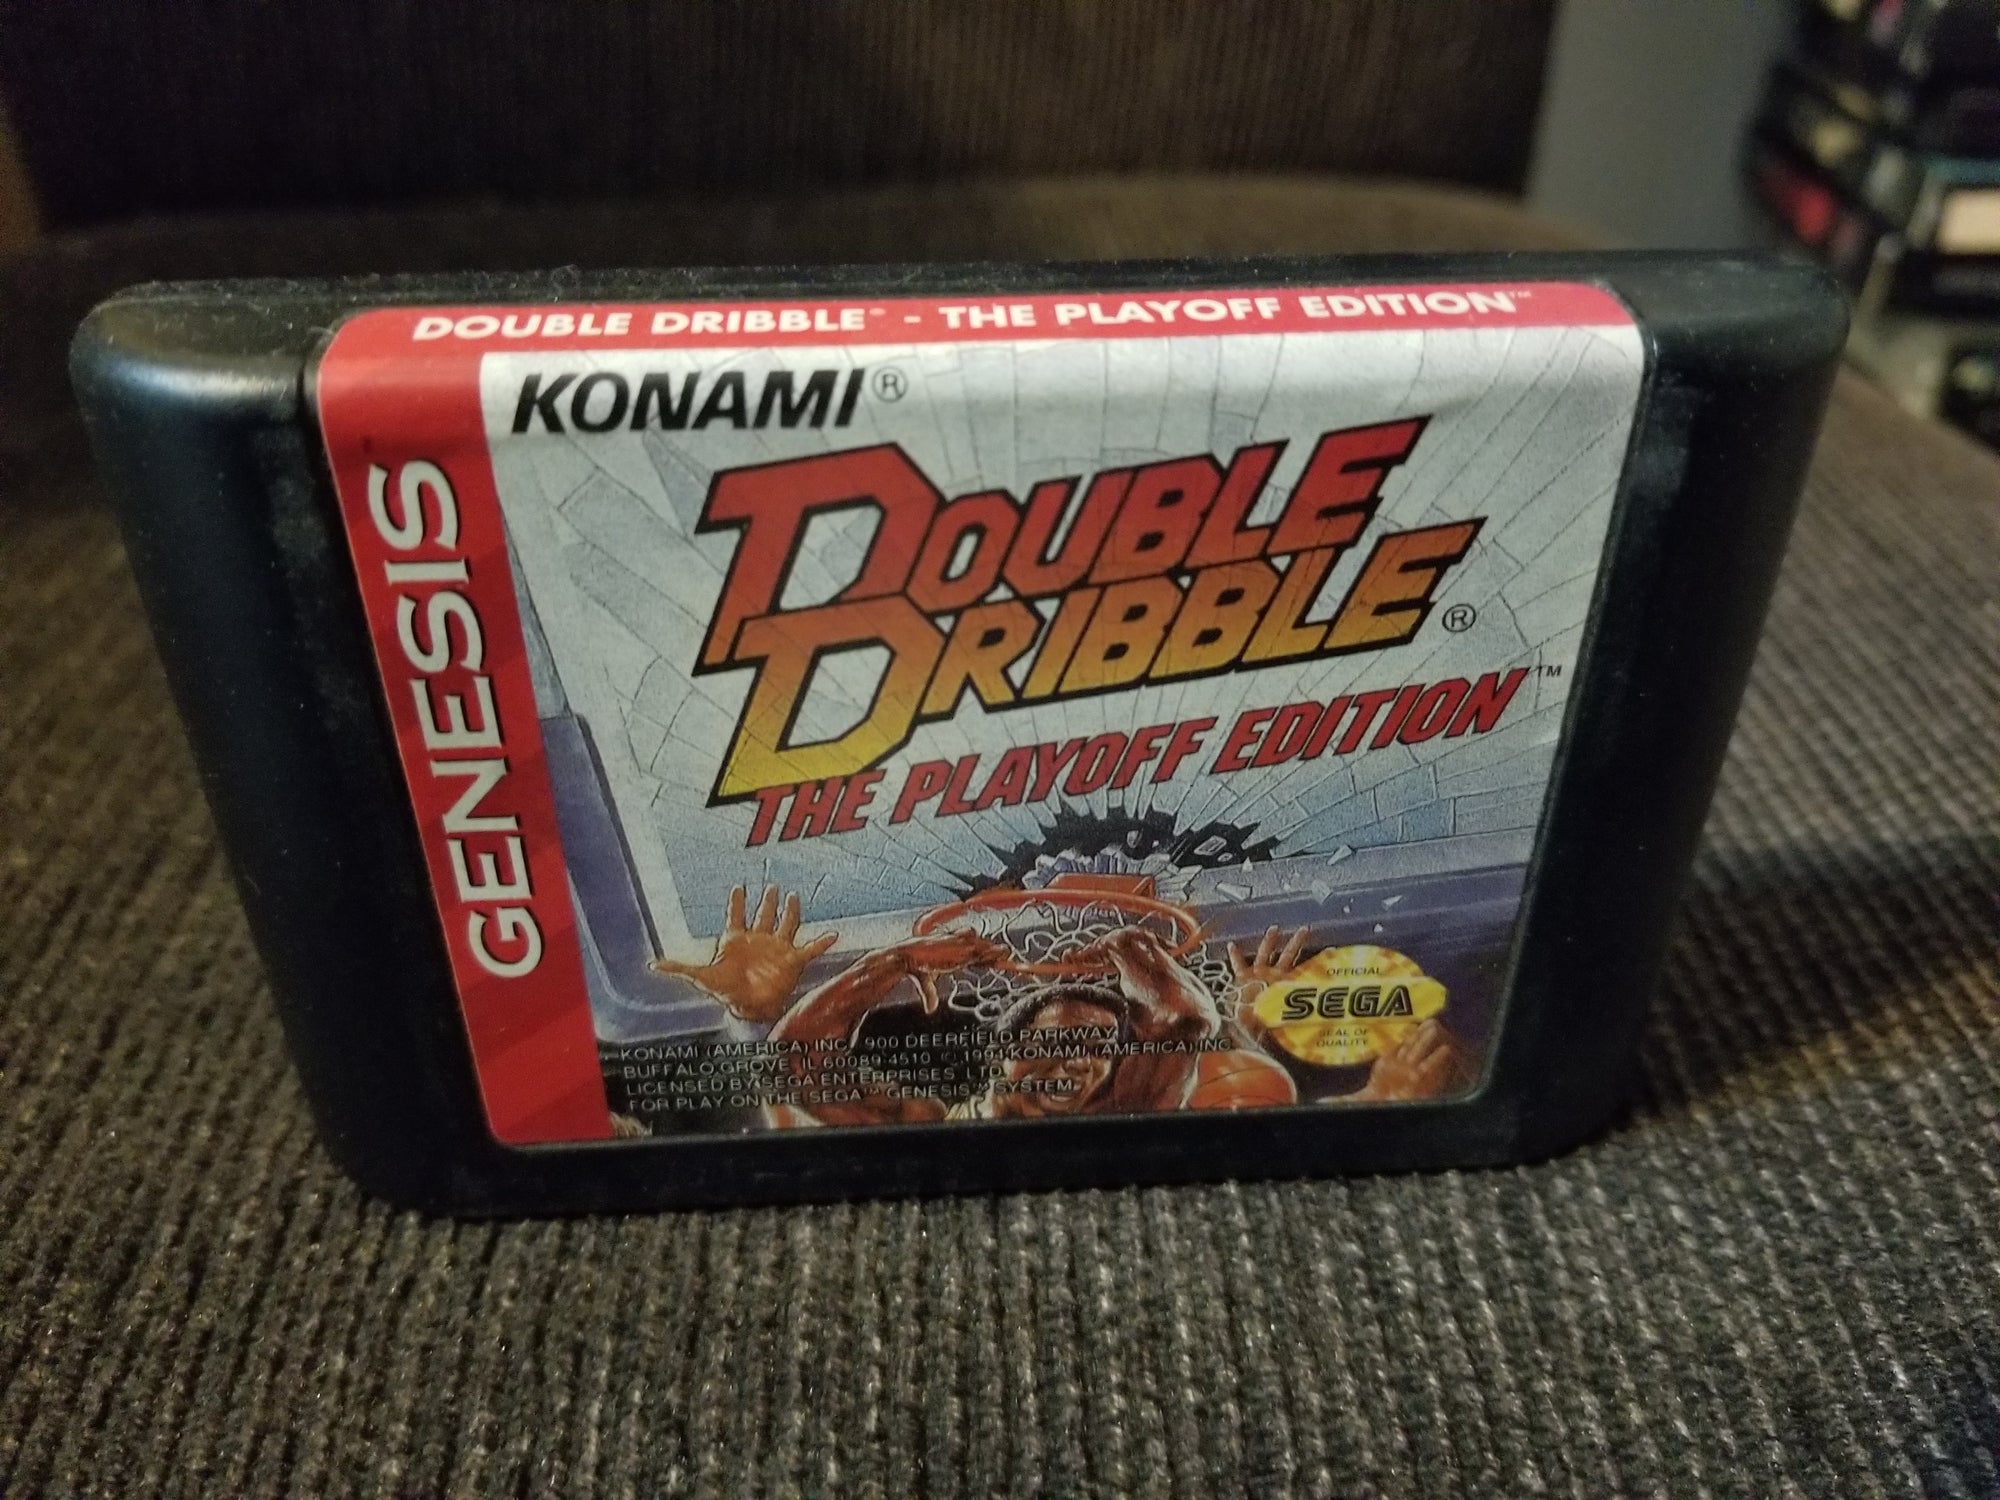 DOUBLE DRIBBLE® - THE PLAYOFF EDITION™
GENESIS
KONAMI®
DOUBLE
DRIBBLE®
THE PLAYOFF EDITION™
OFFICIAL
SEGA
SEAL OF
QUALITY
KONAMI (AMERICA) INC. 900 DEERFIELD PARKWAY
BUFFALO GROVE, IL 60089-4510 © 1994 KONAMI (AMERICA) INC.
LICENSED BY SEGA ENTERPRISES, LTD.
FOR PLAY ON THE SEGA™ GENESIS™ SYSTEM.